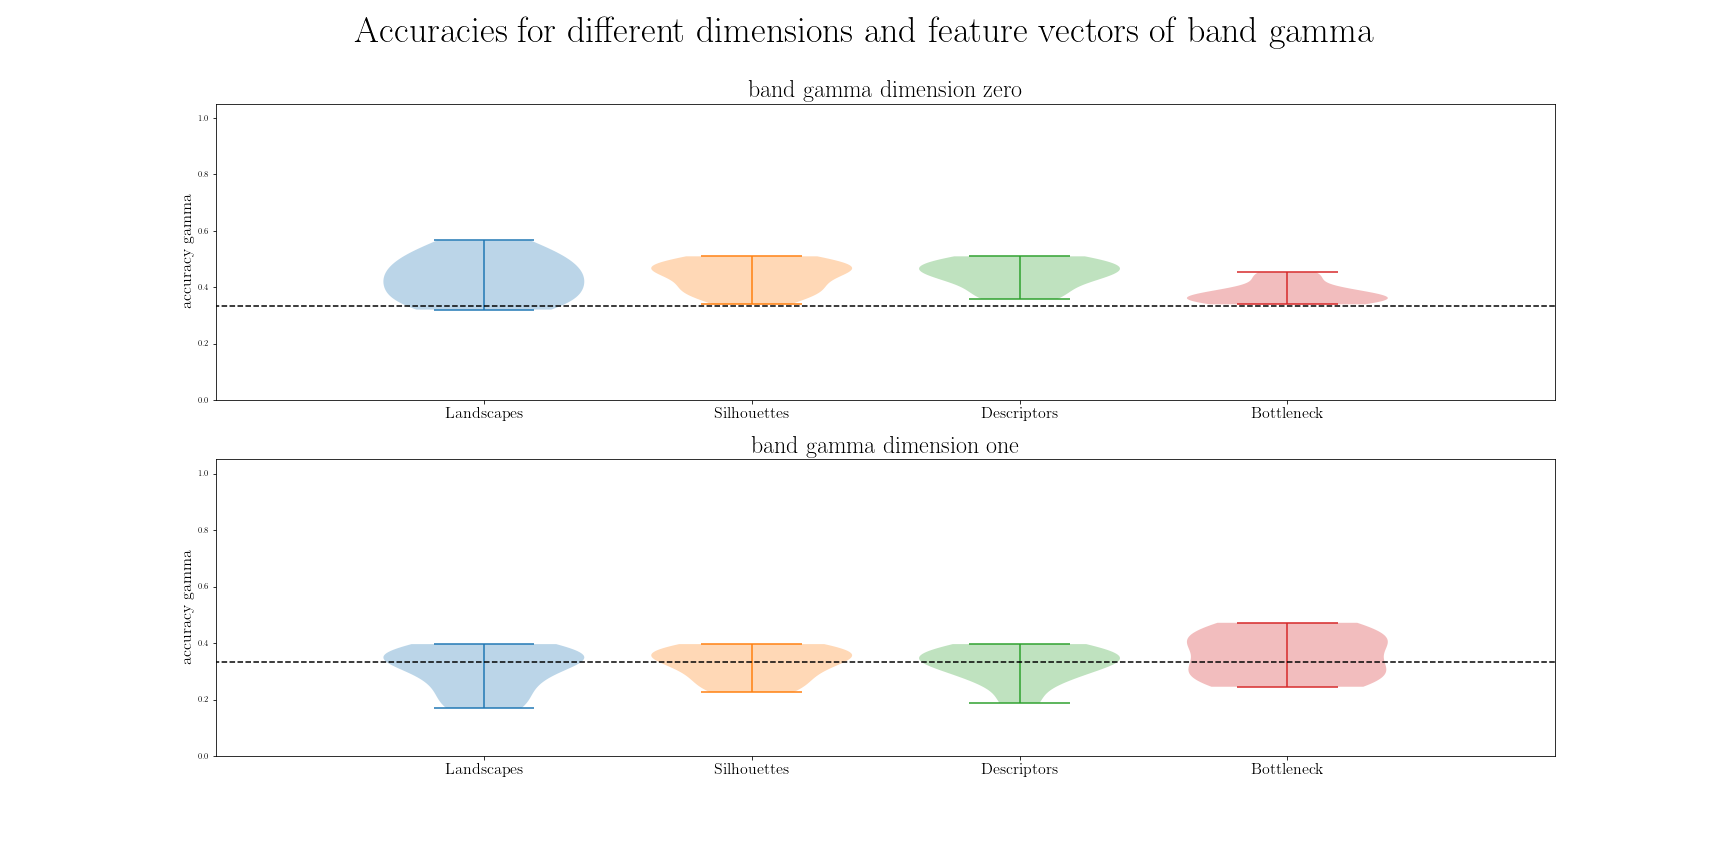 Accuracies for different dimensions and feature vectors of band gamma
band gamma dimension zero
1.0
0.8
0.6
0.4
0.2
0.0
accuracy gamma
Landscapes Silhouettes Descriptors Bottleneck
band gamma dimension one
1.0
0.8
0.6
0.4
0.2
0.0
accuracy gamma
Landscapes Silhouettes Descriptors Bottleneck